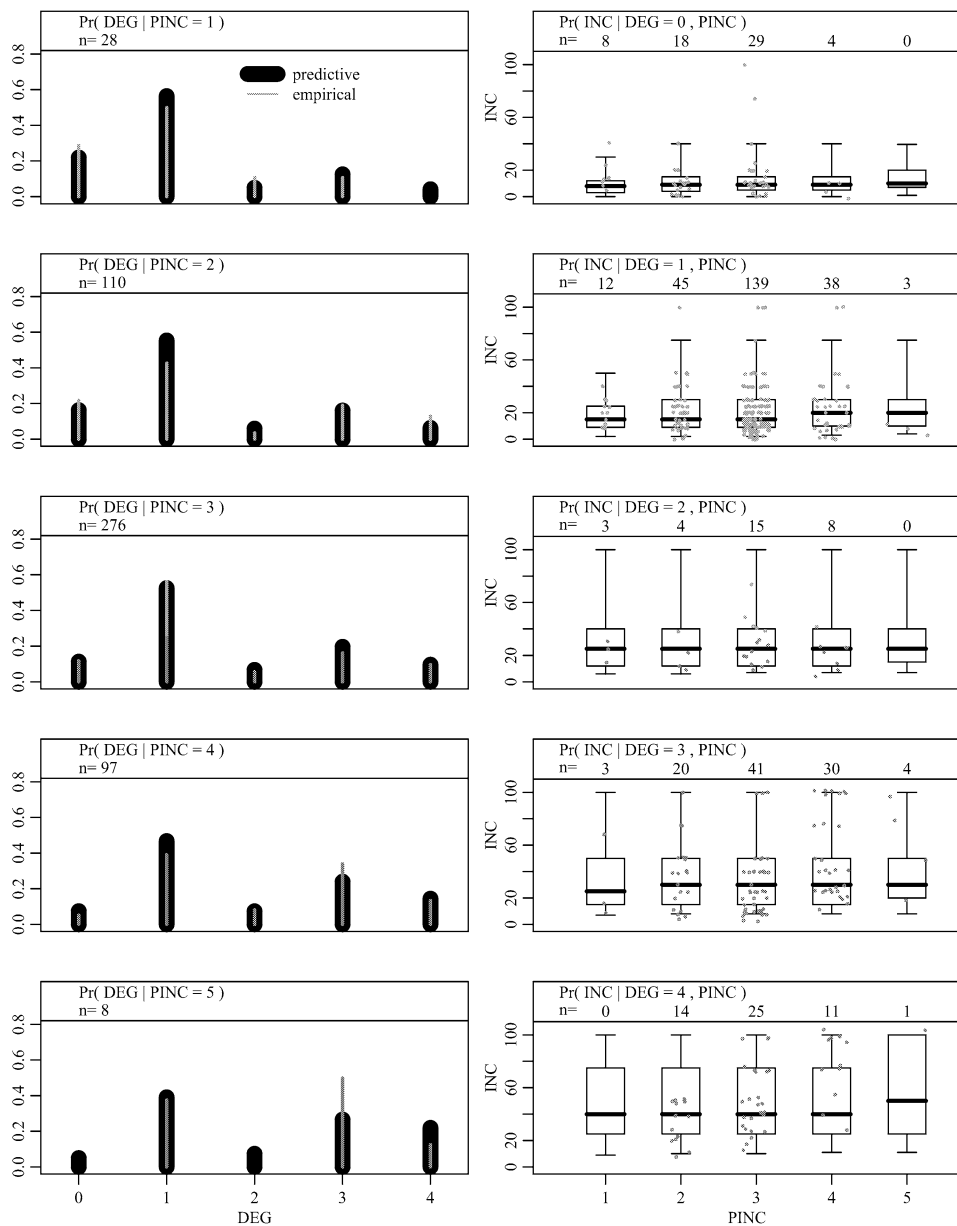 Pr( DEG | PINC = 1 )
n= 28
0.0 0.2 0.4 0.6 0.8
predictive
empirical
Pr( INC | DEG = 0 , PINC )
n= 8 18 29 4 0
INC
0 20 60 100
Pr( DEG | PINC = 2 )
n= 110
0.0 0.2 0.4 0.6 0.8
Pr( INC | DEG = 1 , PINC )
n= 12 45 139 38 3
INC
0 20 60 100
Pr( DEG | PINC = 3 )
n= 276
0.0 0.2 0.4 0.6 0.8
Pr( INC | DEG = 2 , PINC )
n= 3 4 15 8 0
INC
0 20 60 100
Pr( DEG | PINC = 4 )
n= 97
0.0 0.2 0.4 0.6 0.8
Pr( INC | DEG = 3 , PINC )
n= 3 20 41 30 4
INC
0 20 60 100
Pr( DEG | PINC = 5 )
n= 8
0.0 0.2 0.4 0.6 0.8
0 1 2 3 4
DEG
Pr( INC | DEG = 4 , PINC )
n= 0 14 25 11 1
INC
0 20 60 100
1 2 3 4 5
PINC